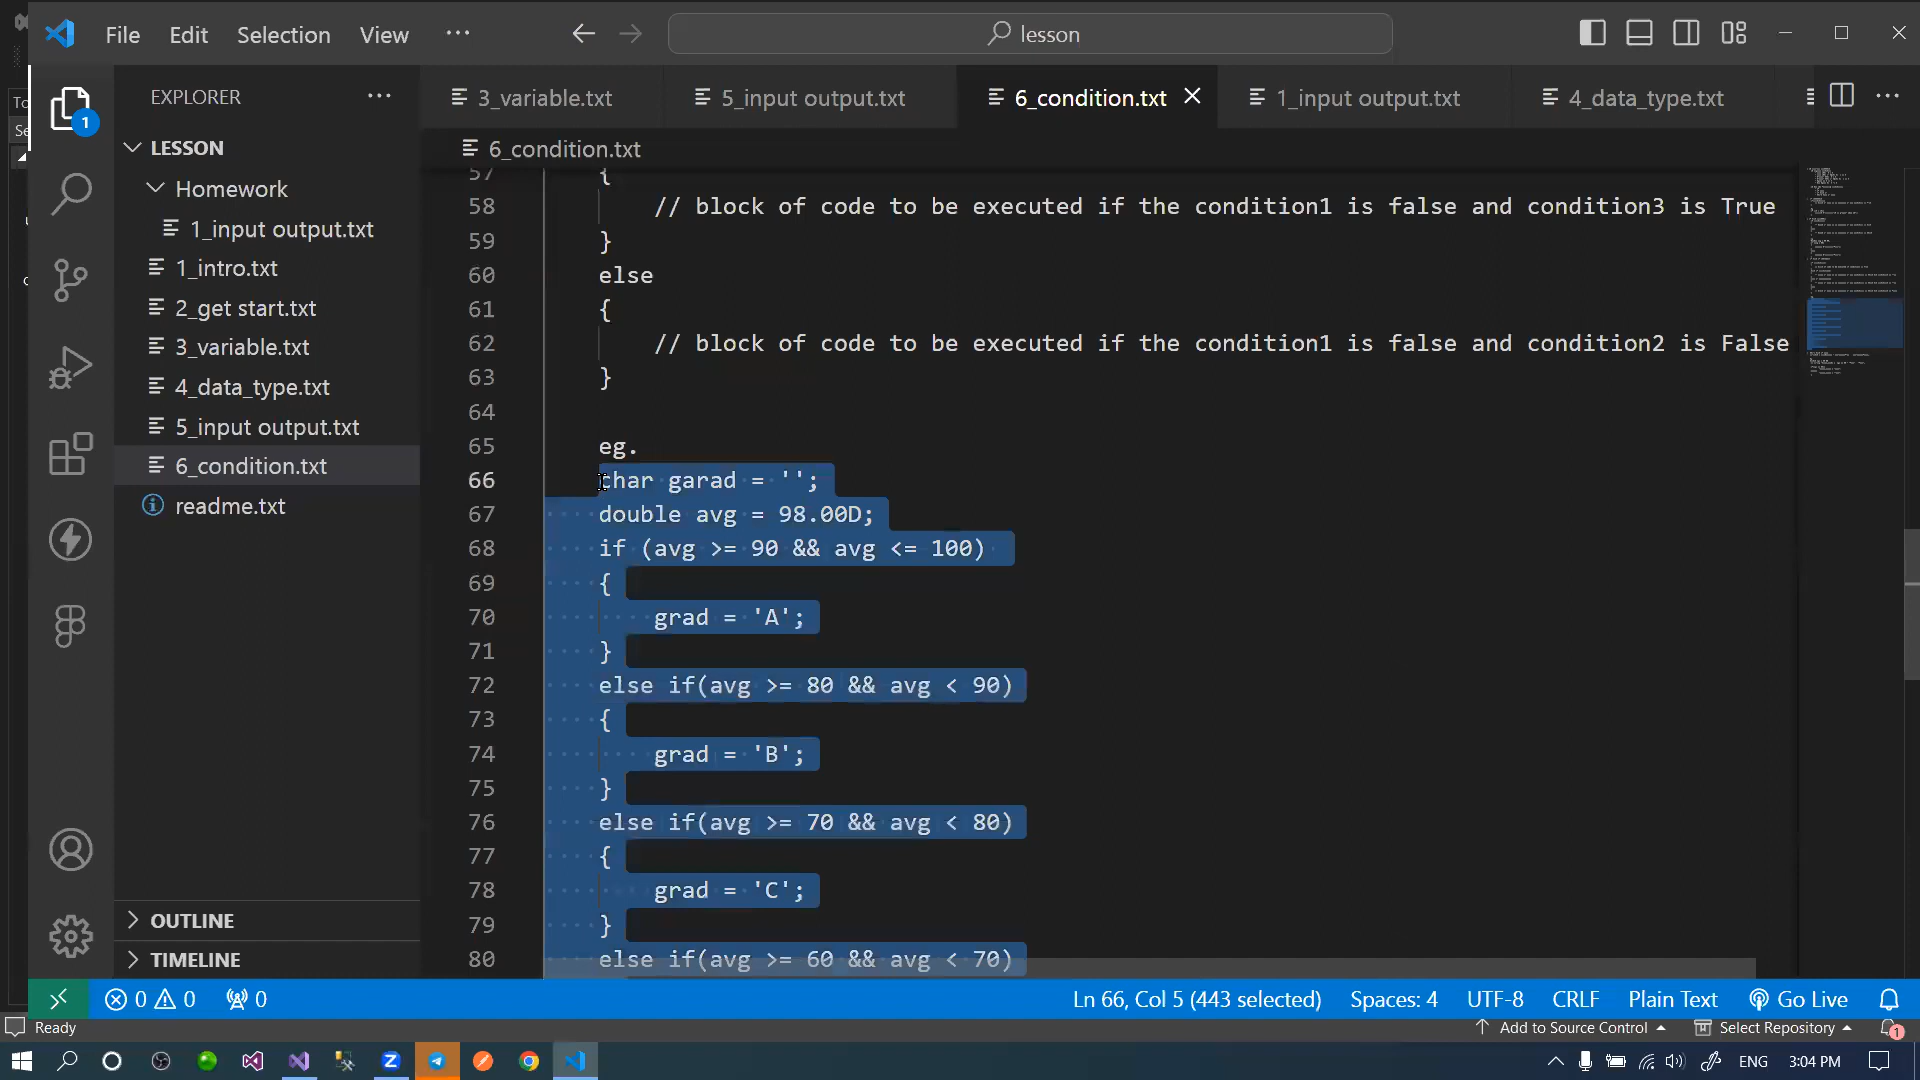 File Edit Selection View ... lesson
EXPLORER ...
3_variable.txt 5_input output.txt 6_condition.txt 1_input output.txt 4_data_type.txt ...
LESSON
6_condition.txt
Homework
1_input output.txt
1_intro.txt
2_get start.txt
3_variable.txt
4_data_type.txt
5_input output.txt
6_condition.txt
readme.txt
OUTLINE
TIMELINE
1
57 {
58 // block of code to be executed if the condition1 is false and condition3 is True
59 }
60 else
61 {
62 // block of code to be executed if the condition1 is false and condition2 is False
63 }
64
65 eg.
66 char garad = '';
67 double avg = 98.00D;
68 if (avg >= 90 && avg <= 100)
69 {
70 grad = 'A';
71 }
72 else if(avg >= 80 && avg < 90)
73 {
74 grad = 'B';
75 }
76 else if(avg >= 70 && avg < 80)
77 {
78 grad = 'C';
79 }
80 else if(avg >= 60 && avg < 70)
0 0 0 Ln 66, Col 5 (443 selected) Spaces: 4 UTF-8 CRLF Plain Text Go Live
Ready Add to Source Control Select Repository 1
ENG 3:04 PM